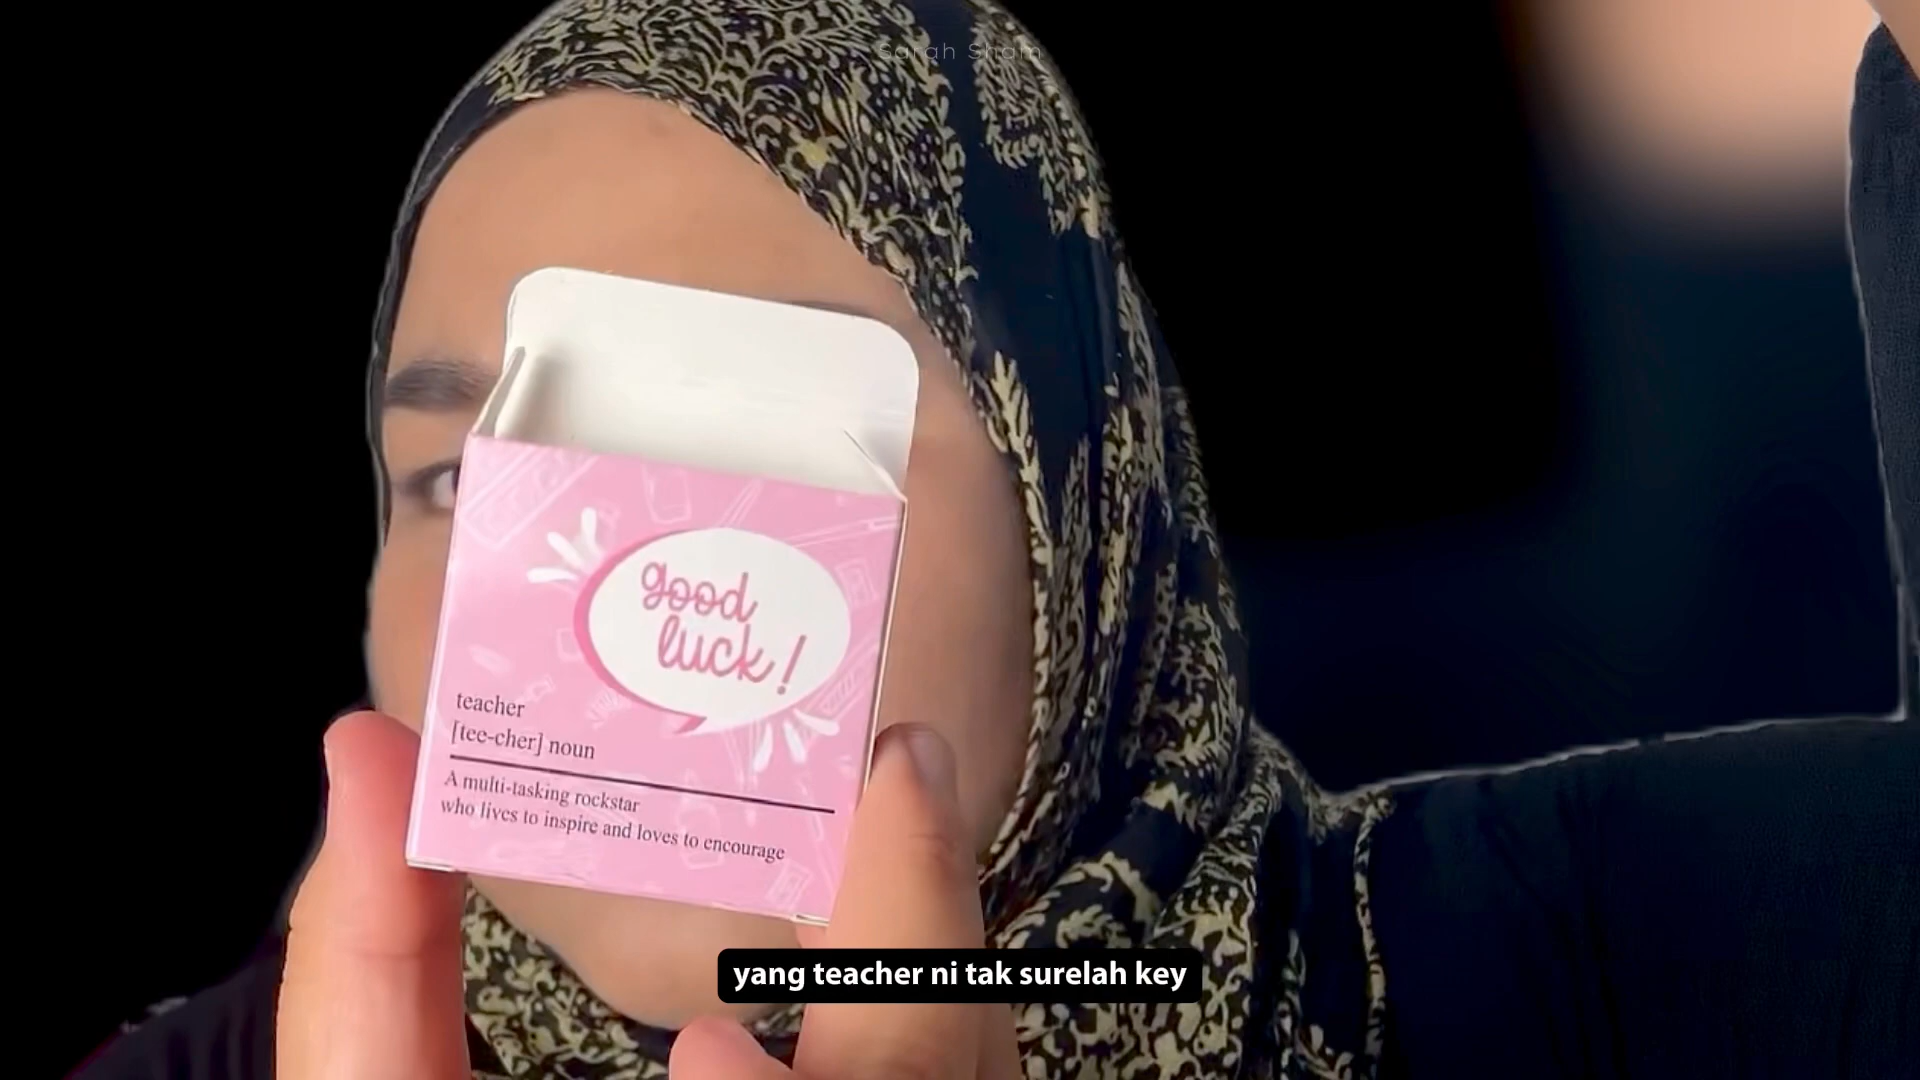 Sarah Sham
good
luck!
teacher
[tee-cher] noun
A multi-tasking rockstar
who lives to inspire and loves to encourage
yang teacher ni tak surelah key